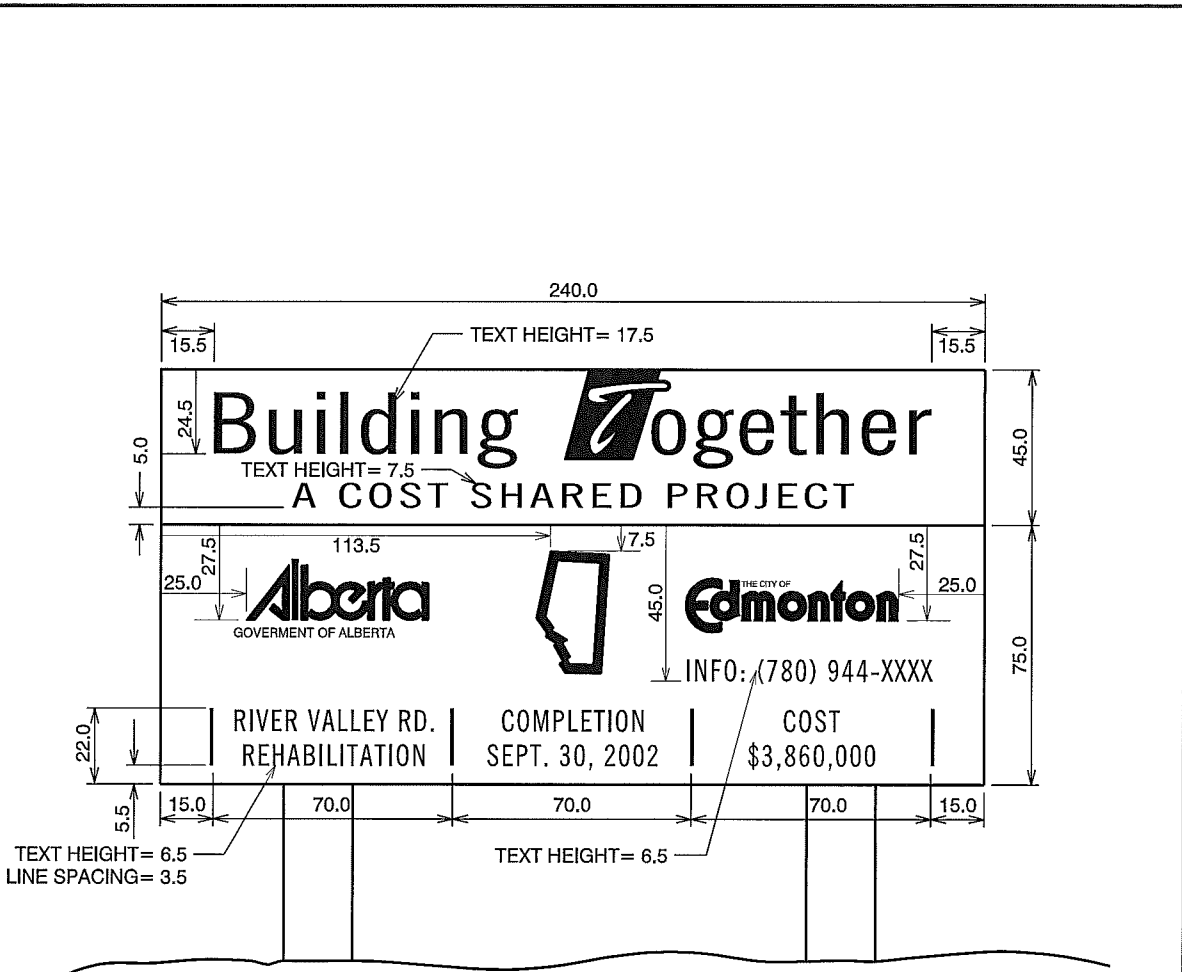 240.0
15.5
TEXT HEIGHT= 17.5
15.5
Building Together
24.5
45.0
5.0
TEXT HEIGHT= 7.5
A COST SHARED PROJECT
113.5
7.5
27.5
27.5
25.0
25.0
45.0
75.0
Alberta
GOVERMENT OF ALBERTA
THE CITY OF
Edmonton
INFO: (780) 944-XXXX
22.0
RIVER VALLEY RD.
REHABILITATION
COMPLETION
SEPT. 30, 2002
COST
$3,860,000
5.5
15.0
70.0
70.0
70.0
15.0
TEXT HEIGHT= 6.5
LINE SPACING= 3.5
TEXT HEIGHT= 6.5